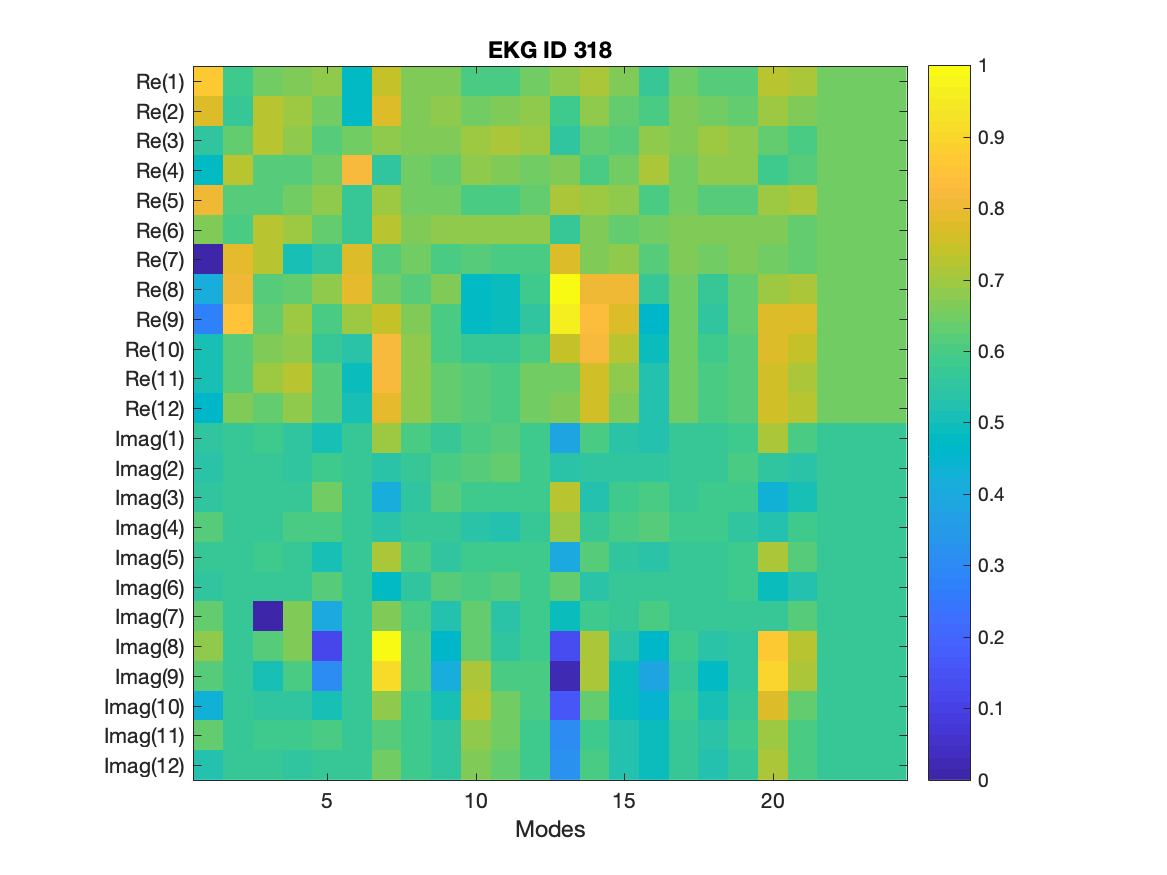 EKG ID 318
Re(1)
Re(2)
Re(3)
Re(4)
Re(5)
Re(6)
Re(7)
Re(8)
Re(9)
Re(10)
Re(11)
Re(12)
Imag(1)
Imag(2)
Imag(3)
Imag(4)
Imag(5)
Imag(6)
Imag(7)
Imag(8)
Imag(9)
Imag(10)
Imag(11)
Imag(12)
5 10 15 20
Modes
1
0.9
0.8
0.7
0.6
0.5
0.4
0.3
0.2
0.1
0